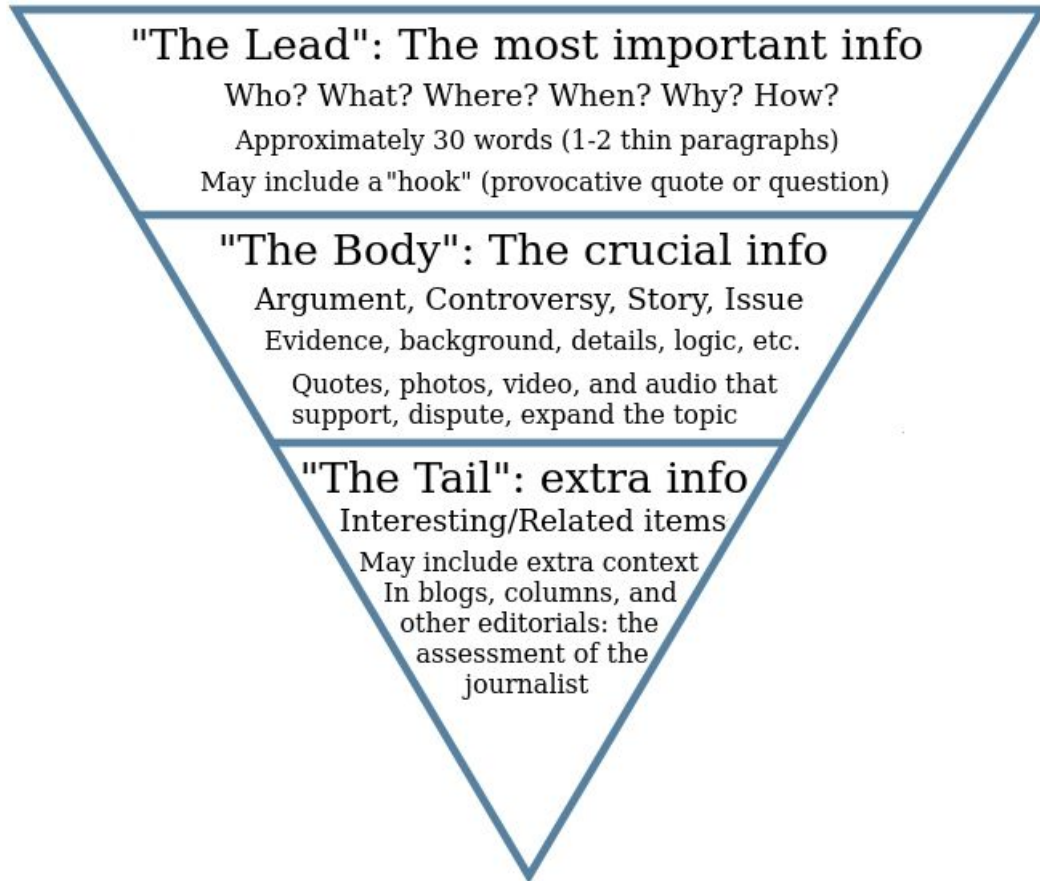 "The Lead": The most important info
Who? What? Where? When? Why? How?
Approximately 30 words (1-2 thin paragraphs)
May include a "hook" (provocative quote or question)
"The Body": The crucial info
Argument, Controversy, Story, Issue
Evidence, background, details, logic, etc.
Quotes, photos, video, and audio that
support, dispute, expand the topic
"The Tail": extra info
Interesting/Related items
May include extra context
In blogs, columns, and
other editorials: the
assessment of the
journalist